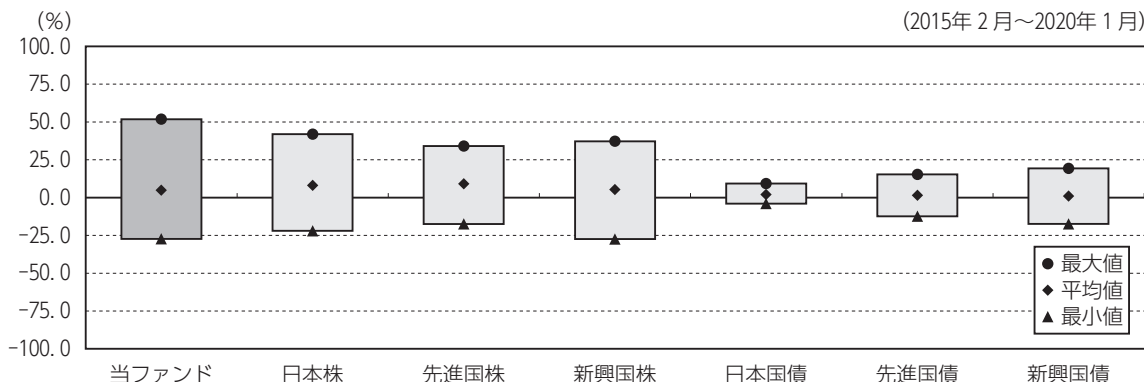 (%)
(2015年2月~2020年1月)
100.0
75.0
50.0
25.0
0.0
-25.0
-50.0
-75.0
-100.0
● 最大値
◆ 平均値
▲ 最小値
当ファンド 日本株 先進国株 新興国株 日本国債 先進国債 新興国債